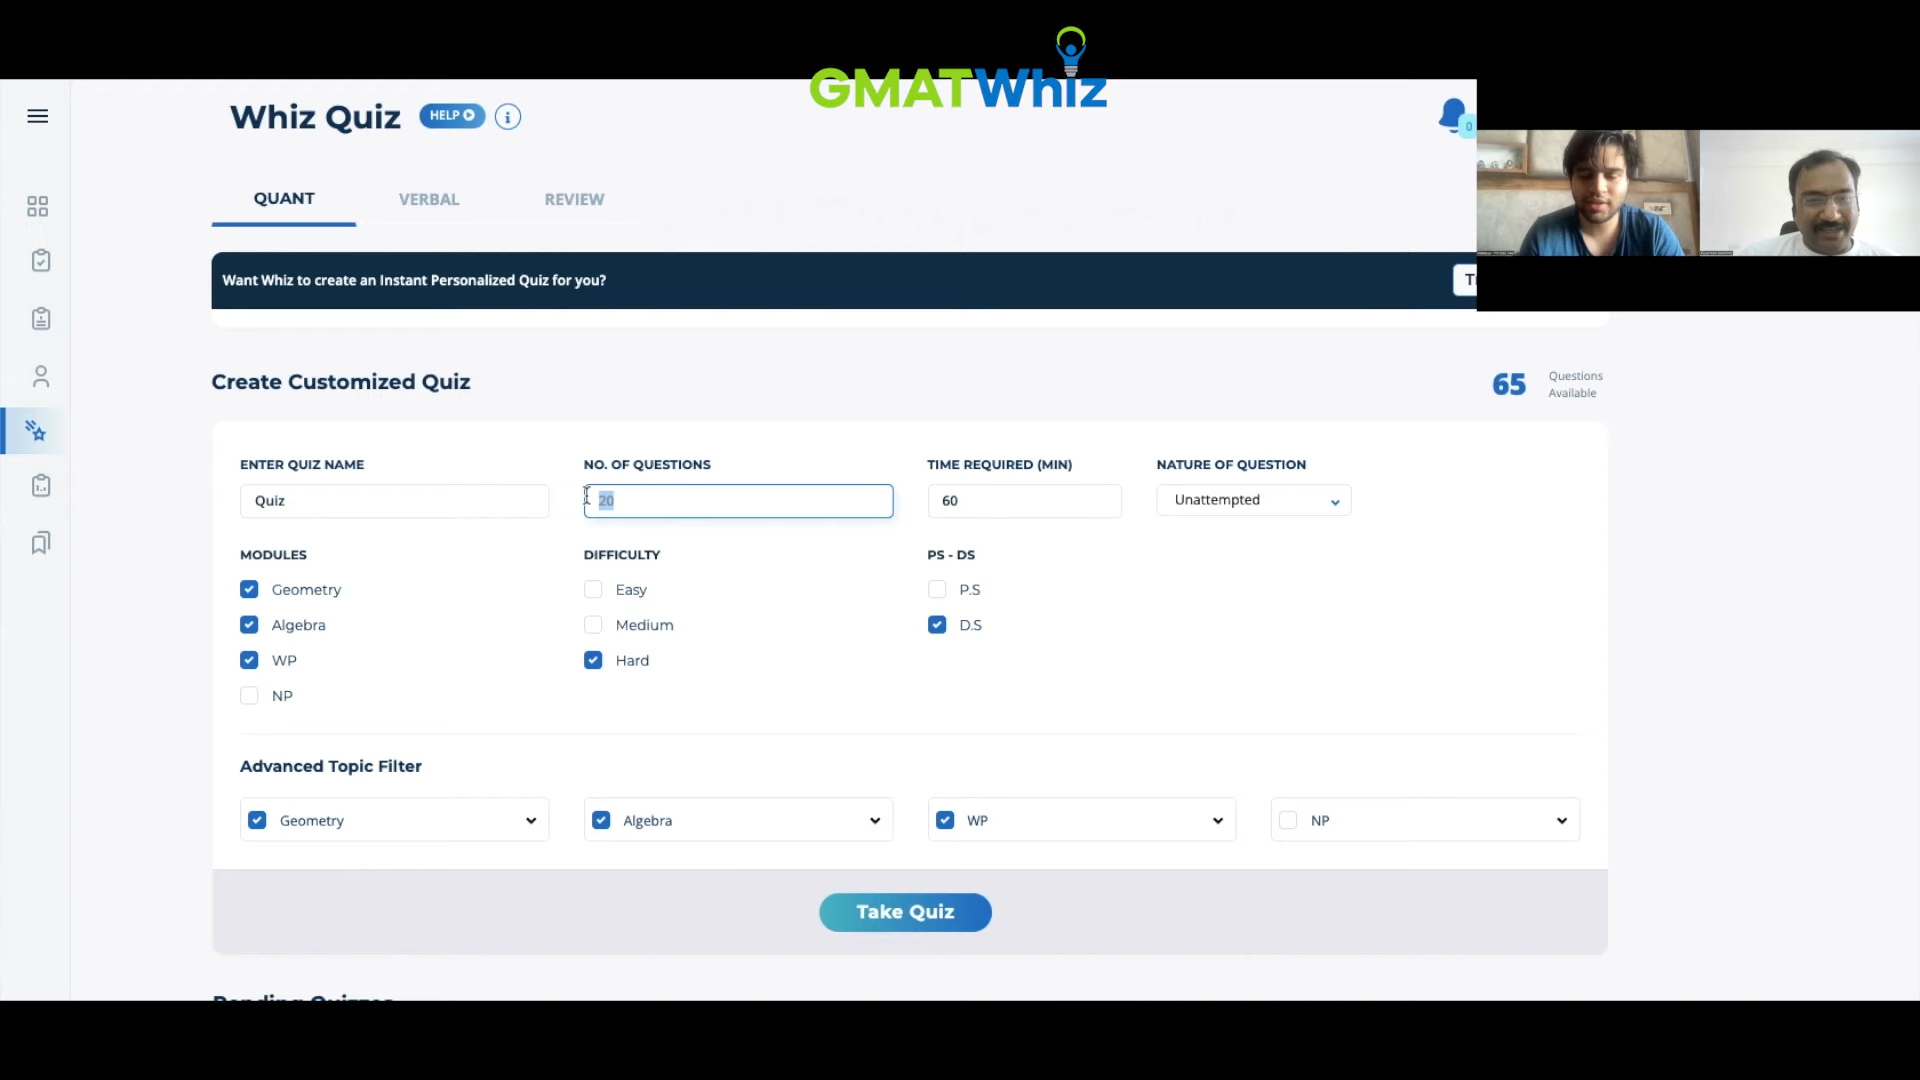 GMATWhiz
Whiz Quiz
HELP
i
0
QUANT
VERBAL
REVIEW
Want Whiz to create an Instant Personalized Quiz for you?
Create Customized Quiz
65
Questions
Available
ENTER QUIZ NAME
NO. OF QUESTIONS
TIME REQUIRED (MIN)
NATURE OF QUESTION
Quiz
20
60
Unattempted
MODULES
DIFFICULTY
PS - DS
Geometry
Easy
P.S
Algebra
Medium
D.S
WP
Hard
NP
Advanced Topic Filter
Geometry
Algebra
WP
NP
Take Quiz
Pending Quizzes